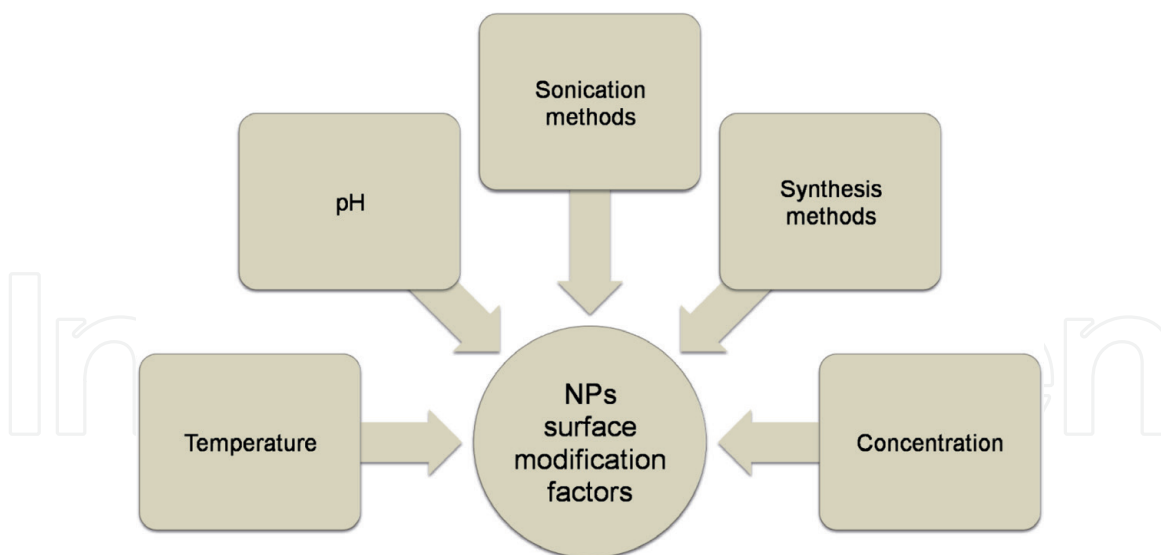 Sonication
methods
pH
Synthesis
methods
Temperature
NPs
surface
modification
factors
Concentration